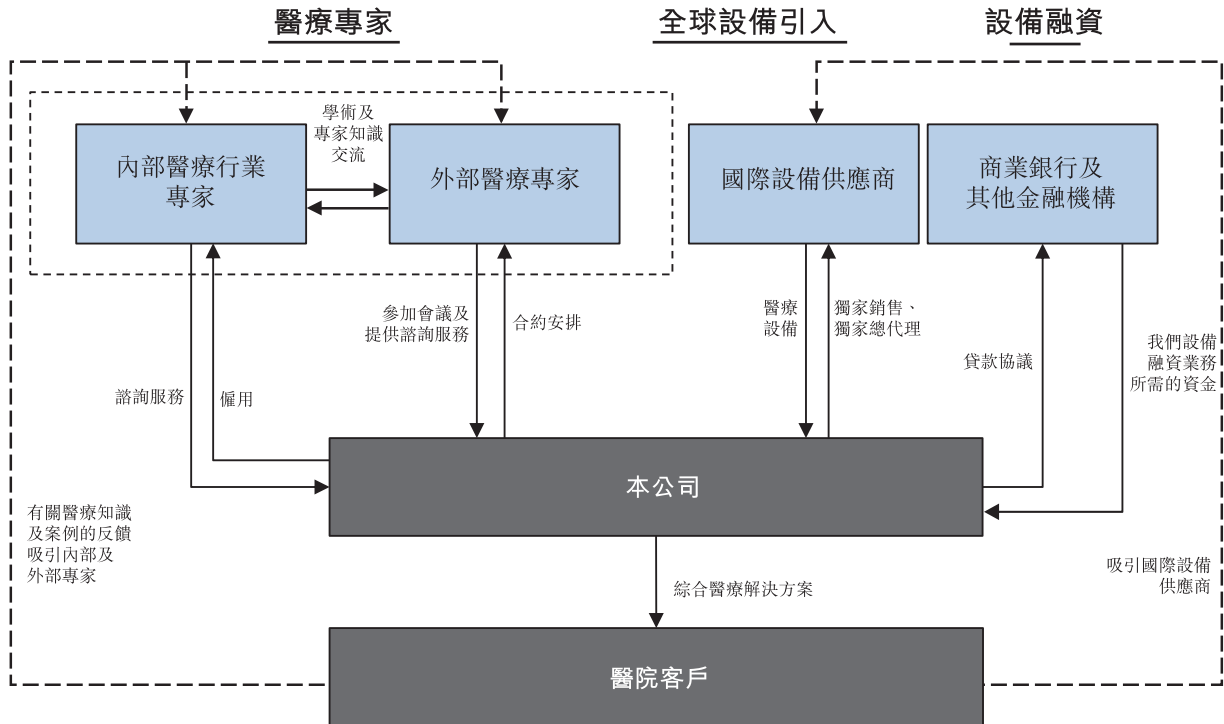 醫療專家
全球設備引入
設備融資
學術及
專家知識
交流
內部醫療行業
專家
外部醫療專家
國際設備供應商
商業銀行及
其他金融機構
諮詢服務
僱用
參加會議及
提供諮詢服務
合約安排
醫療
設備
獨家銷售、
獨家總代理
貸款協議
我們設備
融資業務
所需的資金
本公司
有關醫療知識
及案例的反饋
吸引內部及
外部專家
綜合醫療解決方案
吸引國際設備
供應商
醫院客戶